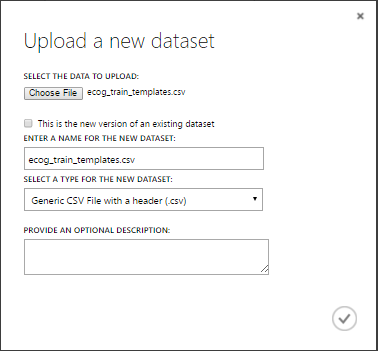 Upload a new dataset
SELECT THE DATA TO UPLOAD:
Choose File ecog_train_templates.csv
This is the new version of an existing dataset
ENTER A NAME FOR THE NEW DATASET:
ecog_train_templates.csv
SELECT A TYPE FOR THE NEW DATASET:
Generic CSV File with a header (.csv)
PROVIDE AN OPTIONAL DESCRIPTION: